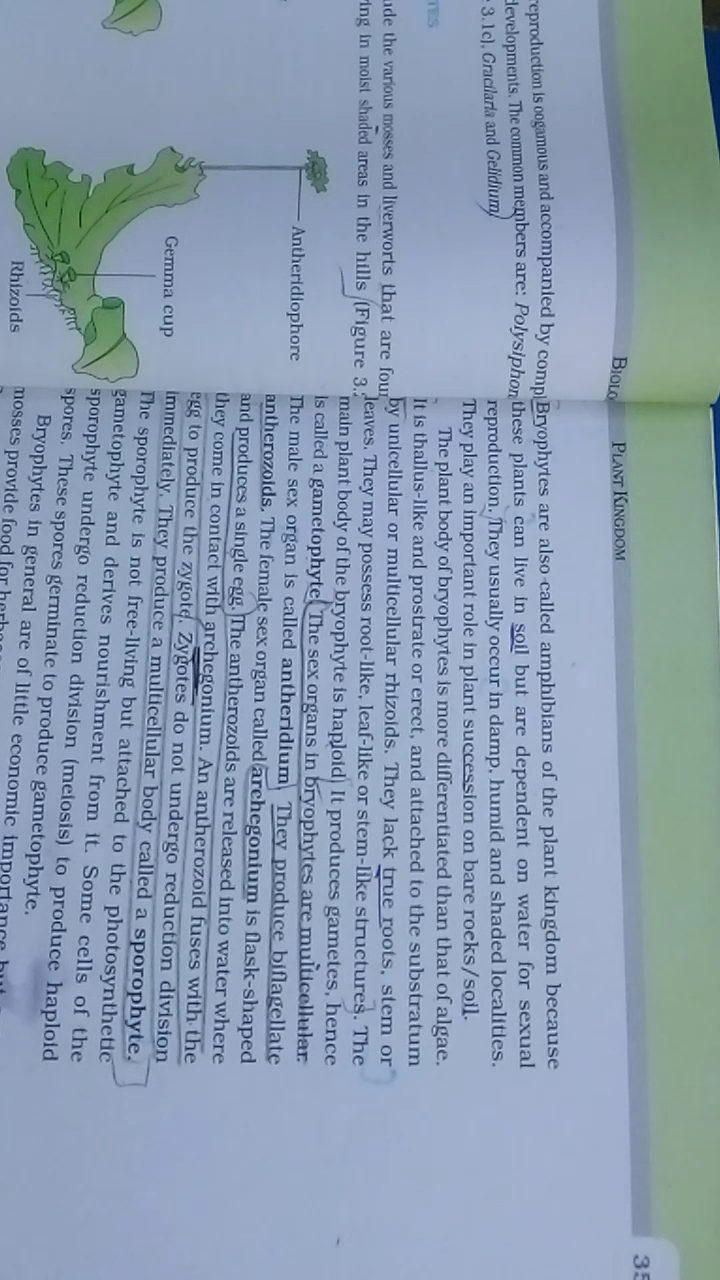 BIOLO
reproduction is oogamous and accompanied by compl
developments. The common members are: Polysiphon
3.1c), Gracilaria and Gelidium)
TES
ude the various mosses and liverworts that are foun
ing in moist shaded areas in the hills (Figure 3.
Antheridiophore
Gemma cup
Rhizoids
PLANT KINGDOM
35
Bryophytes are also called amphibians of the plant kingdom because
these plants can live in soil but are dependent on water for sexual
reproduction. They usually occur in damp, humid and shaded localities.
They play an important role in plant succession on bare rocks/soil.
The plant body of bryophytes is more differentiated than that of algae.
It is thallus-like and prostrate or erect, and attached to the substratum
by unicellular or multicellular rhizoids. They lack true roots, stem or
leaves. They may possess root-like, leaf-like or stem-like structures. The
main plant body of the bryophyte is haploid. It produces gametes, hence
is called a gametophyte. The sex organs in bryophytes are multicellular.
The male sex organ is called antheridium. They produce biflagellate
antherozoids. The female sex organ called archegonium is flask-shaped
and produces a single egg. The antherozoids are released into water where
they come in contact with archegonium. An antherozoid fuses with the
egg to produce the zygote. Zygotes do not undergo reduction division
immediately. They produce a multicellular body called a sporophyte.
The sporophyte is not free-living but attached to the photosynthetic
gametophyte and derives nourishment from it. Some cells of the
sporophyte undergo reduction division (meiosis) to produce haploid
spores. These spores germinate to produce gametophyte.
Bryophytes in general are of little economic importance but
mosses provide food for